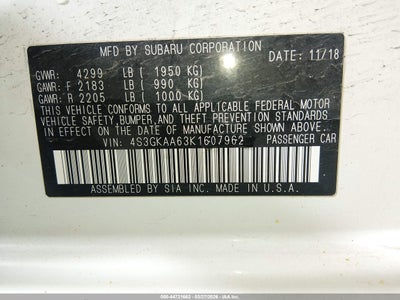 MFD BY SUBARU CORPORATION
DATE: 11/18
GVWR: 4299 LB ( 1950 KG)
GAWR: F 2183 LB ( 990 KG)
GAWR: R 2205 LB ( 1000 KG)
THIS VEHICLE CONFORMS TO ALL APPLICABLE FEDERAL MOTOR
VEHICLE SAFETY, BUMPER, AND THEFT PREVENTION STANDARDS
IN EFFECT ON THE DATE OF MANUFACTURE SHOWN ABOVE.
VIN: 4S3GKAA63K1607962 PASSENGER CAR
MADE BY SIA INC. MADE IN U.S.A.